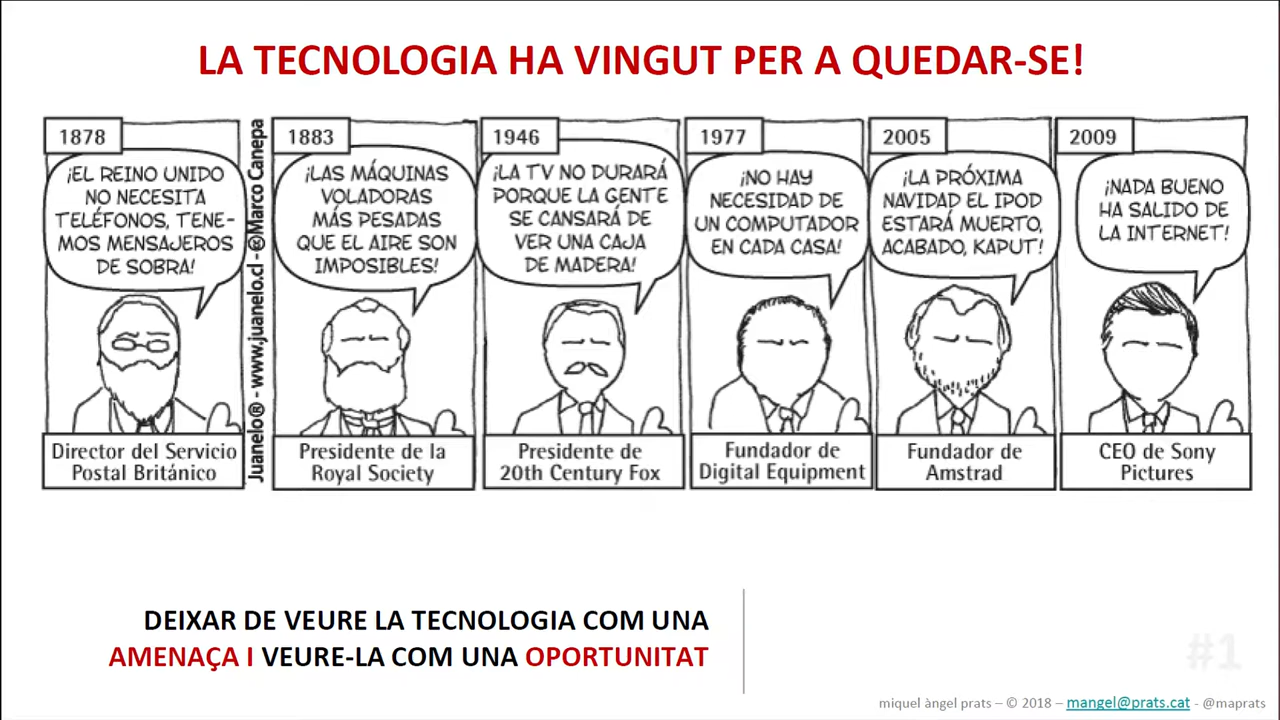 LA TECNOLOGIA HA VINGUT PER A QUEDAR-SE!
1878
¡EL REINO UNIDO
NO NECESITA
TELÉFONOS, TENE-
MOS MENSAJEROS
DE SOBRA!
Director del Servicio
Postal Británico
Juanelo® - www.juanelo.cl - ®Marco Canepa
1883
¡LAS MÁQUINAS
VOLADORAS
MÁS PESADAS
QUE EL AIRE SON
IMPOSIBLES!
Presidente de la
Royal Society
1946
¡LA TV NO DURARÁ
PORQUE LA GENTE
SE CANSARÁ DE
VER UNA CAJA
DE MADERA!
Presidente de
20th Century Fox
1977
¡NO HAY
NECESIDAD DE
UN COMPUTADOR
EN CADA CASA!
Fundador de
Digital Equipment
2005
¡LA PRÓXIMA
NAVIDAD EL IPOD
ESTARÁ MUERTO,
ACABADO, KAPUT!
Fundador de
Amstrad
2009
¡NADA BUENO
HA SALIDO DE
LA INTERNET!
CEO de Sony
Pictures
DEIXAR DE VEURE LA TECNOLOGIA COM UNA
AMENAÇA I VEURE-LA COM UNA OPORTUNITAT
#1
miquel àngel prats – © 2018 – mangel@prats.cat - @maprats